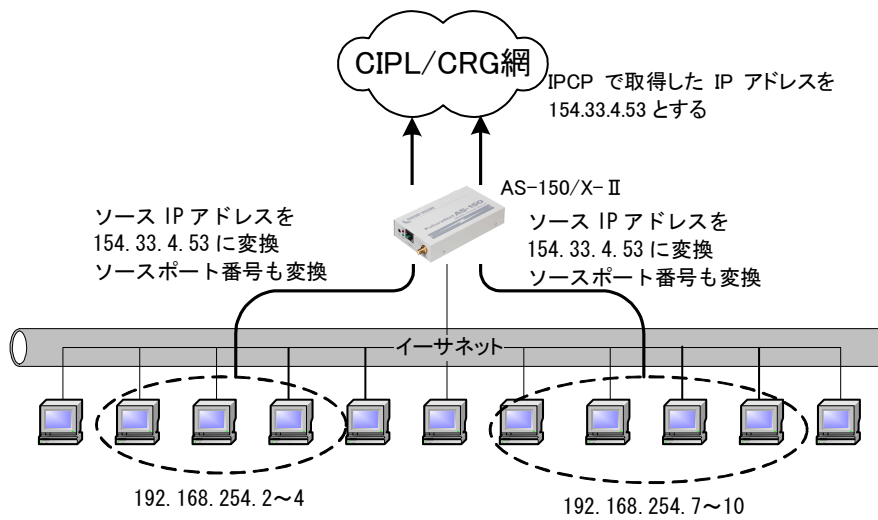 CIPL/CRG網
IPCP で取得した IP アドレスを
154.33.4.53 とする
AS-150/X-Ⅱ
ソース IP アドレスを
154.33.4.53 に変換
ソースポート番号も変換
ソース IP アドレスを
154.33.4.53 に変換
ソースポート番号も変換
AS-150
イーサネット
192.168.254.2～4
192.168.254.7～10